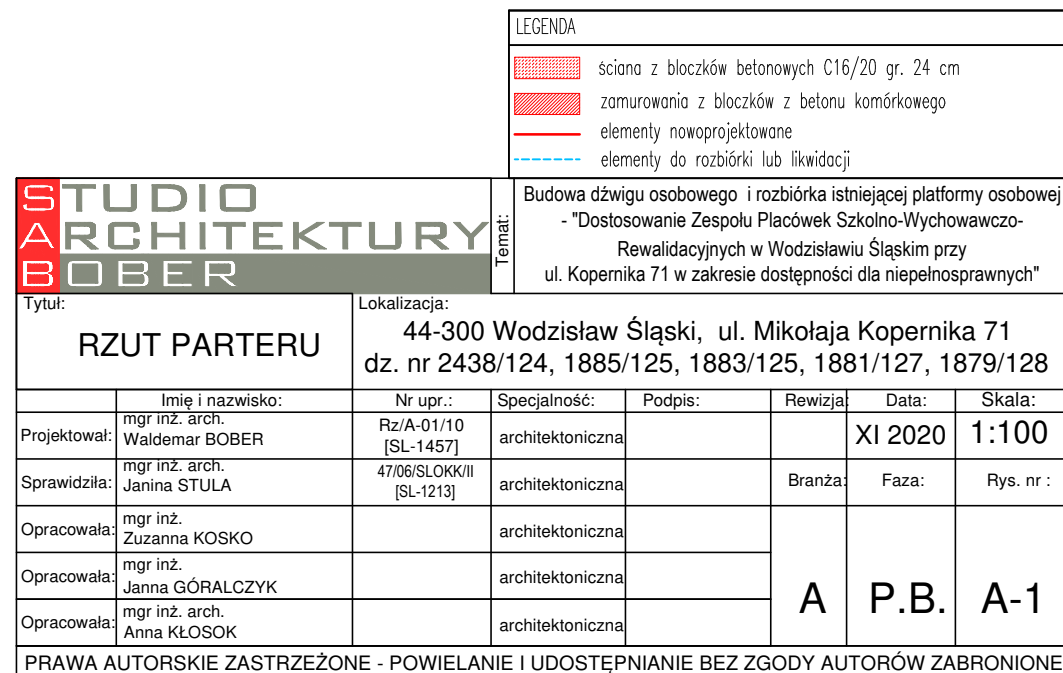 LEGENDA
ściana z bloczków betonowych C16/20 gr. 24 cm
zamurowania z bloczków z betonu komórkowego
elementy nowoprojektowane
elementy do rozbiórki lub likwidacji
STUDIO
ARCHITEKTURY
BOBER
Temat:
Budowa dźwigu osobowego i rozbiórka istniejącej platformy osobowej
- "Dostosowanie Zespołu Placówek Szkolno-Wychowawczo-
Rewalidacyjnych w Wodzisławiu Śląskim przy
ul. Kopernika 71 w zakresie dostępności dla niepełnosprawnych"
Tytuł:
RZUT PARTERU
Lokalizacja:
44-300 Wodzisław Śląski, ul. Mikołaja Kopernika 71
dz. nr 2438/124, 1885/125, 1883/125, 1881/127, 1879/128
Imię i nazwisko: Nr upr.: Specjalność: Podpis: Rewizja: Data: Skala:
Projektował: mgr inż. arch.
Waldemar BOBER
Rz/A-01/10
[SL-1457]
architektoniczna
XI 2020 1:100
Sprawidziła: mgr inż. arch.
Janina STULA
47/06/SLOKK/II
[SL-1213]
architektoniczna
Branża: Faza: Rys. nr :
Opracowała: mgr inż.
Zuzanna KOSKO
architektoniczna
Opracowała: mgr inż.
Janna GÓRALCZYK
architektoniczna
A P.B. A-1
Opracowała: mgr inż. arch.
Anna KŁOSOK
architektoniczna
PRAWA AUTORSKIE ZASTRZEŻONE - POWIELANIE I UDOSTĘPNIANIE BEZ ZGODY AUTORÓW ZABRONIONE